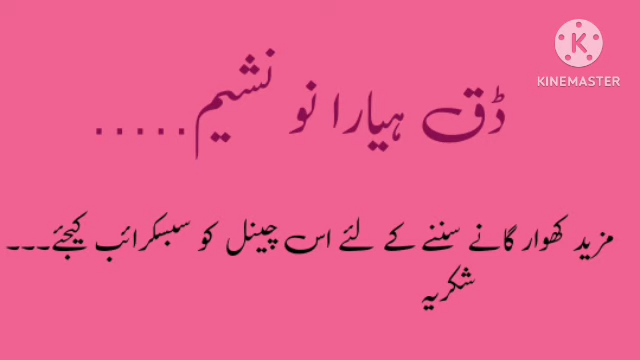 KINEMASTER
ڈق ہیارا نو نشیم.....
مزید کھوار گانے سننے کے لئے اس چینل کو سبسکرائب کیجئے۔۔۔
شکریہ